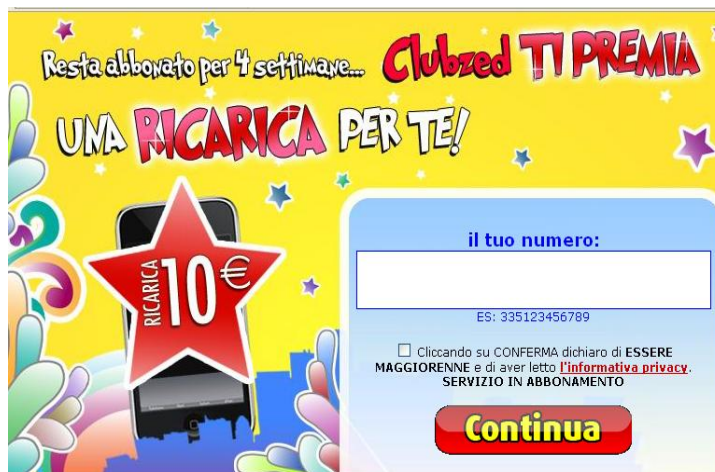 Resta abbonato per 4 settimane... Clubzed TI PREMIA
UNA RICARICA PER TE!
RICARICA 10€
il tuo numero:
ES: 335123456789
Cliccando su CONFERMA dichiaro di ESSERE
MAGGIORENNE e di aver letto l'informativa privacy.
SERVIZIO IN ABBONAMENTO
Continua